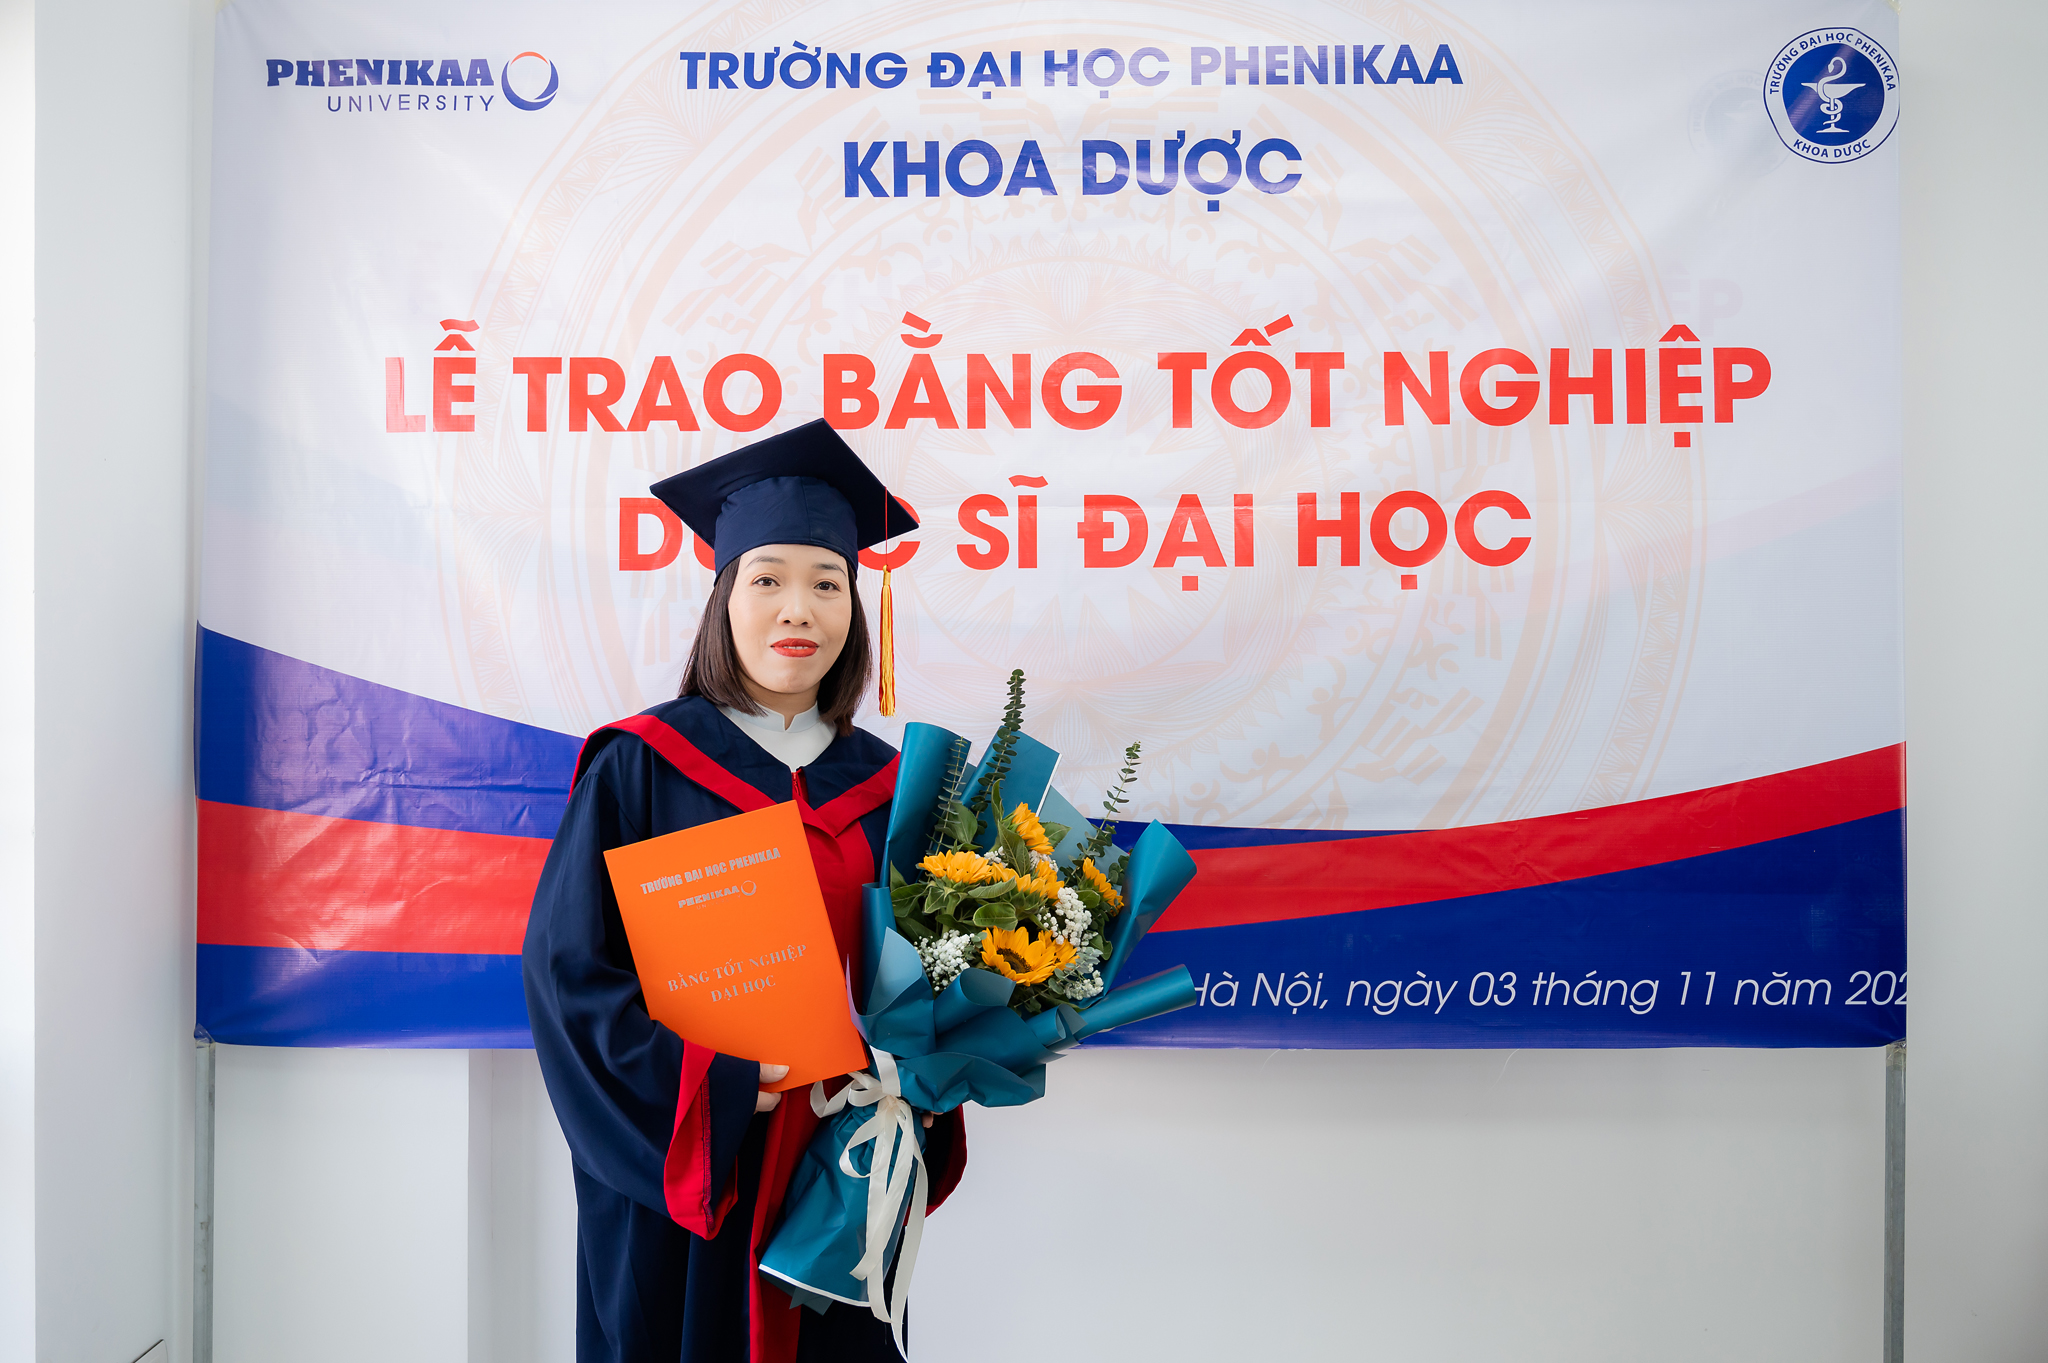 PHENIKAA
UNIVERSITY
TRƯỜNG ĐẠI HỌC PHENIKAA
KHOA DƯỢC
TRƯỜNG ĐẠI HỌC PHENIKAA
KHOA DƯỢC
LỄ TRAO BẰNG TỐT NGHIỆP
SĨ ĐẠI HỌC
TRƯỜNG ĐẠI HỌC PHENIKAA
PHENIKAA
BẰNG TỐT NGHIỆP
ĐẠI HỌC
Hà Nội, ngày 03 tháng 11 năm 202